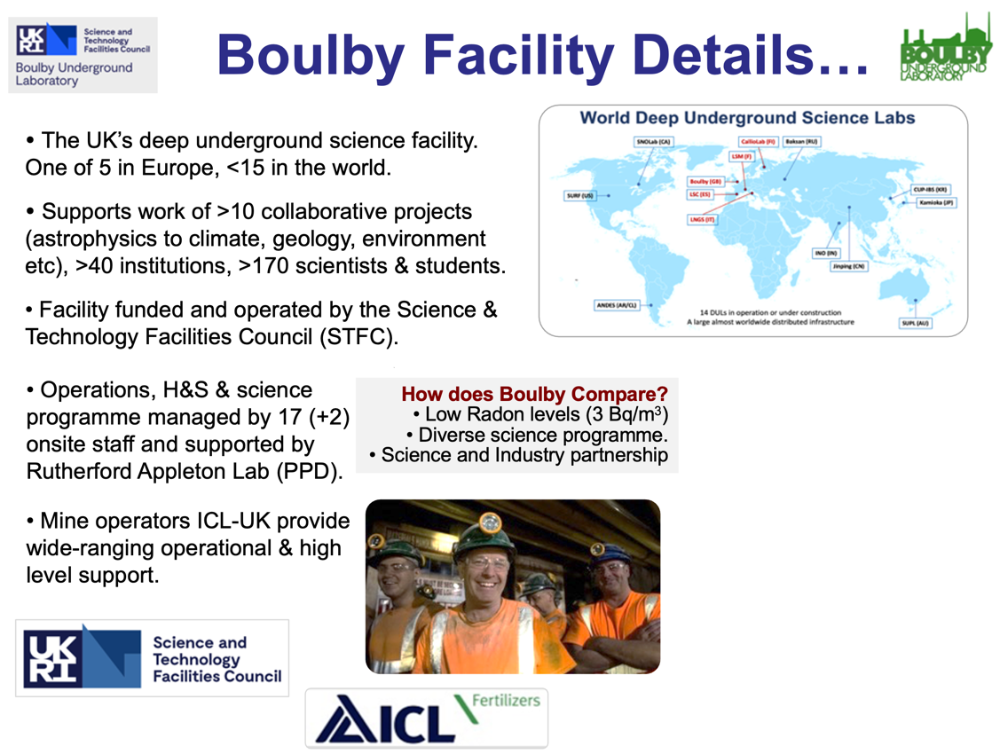 UK
RI
Science and
Technology
Facilities Council
Boulby Underground
Laboratory
Boulby Facility Details…
BOULBY
UNDERGROUND
LABORATORY
• The UK’s deep underground science facility.
One of 5 in Europe, <15 in the world.
• Supports work of >10 collaborative projects
(astrophysics to climate, geology, environment
etc), >40 institutions, >170 scientists & students.
• Facility funded and operated by the Science &
Technology Facilities Council (STFC).
• Operations, H&S & science
programme managed by 17 (+2)
onsite staff and supported by
Rutherford Appleton Lab (PPD).
• Mine operators ICL-UK provide
wide-ranging operational & high
level support.
World Deep Underground Science Labs
SNOLab (CA)
CallioLab (FI)
Baksan (RU)
LSM (F)
Boulby (GB)
SURF (US)
LSC (ES)
CUP-IBS (KR)
Kamioka (JP)
LNGS (IT)
INO (IN)
Jinping (CN)
ANDES (AR/CL)
14 DULs in operation or under construction
A large almost worldwide distributed infrastructure
SUPL (AU)
How does Boulby Compare?
• Low Radon levels (3 Bq/m³)
• Diverse science programme.
• Science and Industry partnership
UK
RI
Science and
Technology
Facilities Council
ICL
Fertilizers